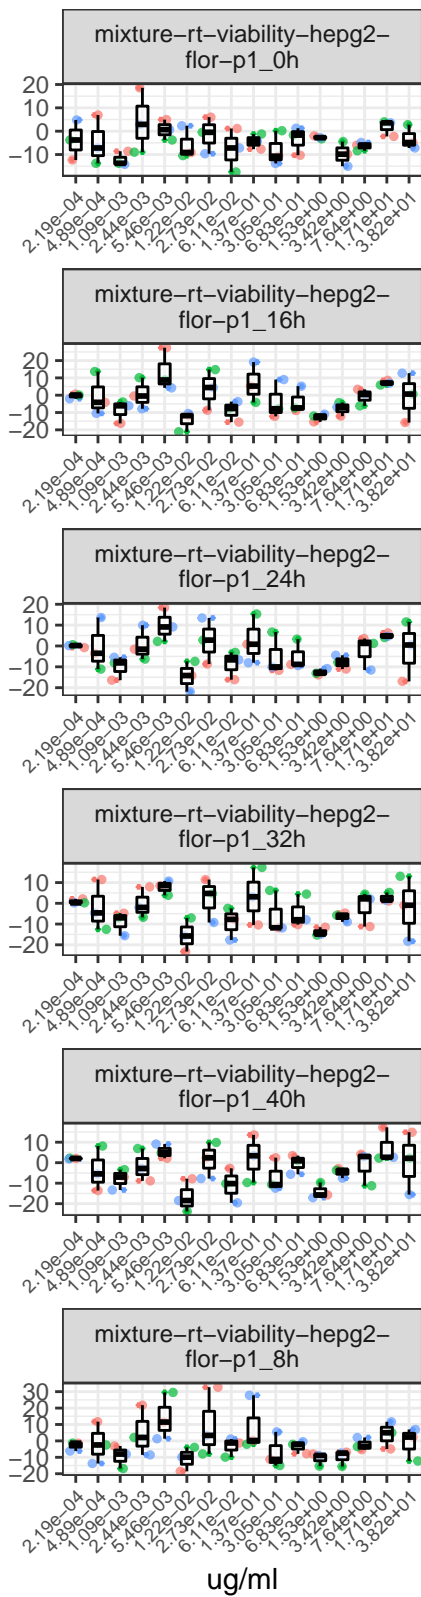 mixture−rt−viability−hepg2−
flor−p1_0h
20
10
0
−10
2.19e−04
4.89e−04
1.09e−03
2.44e−03
5.46e−03
1.22e−02
2.73e−02
6.11e−02
1.37e−01
3.05e−01
6.83e−01
1.53e+00
3.42e+00
7.64e+00
1.71e+01
3.82e+01
mixture−rt−viability−hepg2−
flor−p1_16h
20
10
0
−10
−20
2.19e−04
4.89e−04
1.09e−03
2.44e−03
5.46e−03
1.22e−02
2.73e−02
6.11e−02
1.37e−01
3.05e−01
6.83e−01
1.53e+00
3.42e+00
7.64e+00
1.71e+01
3.82e+01
mixture−rt−viability−hepg2−
flor−p1_24h
20
10
0
−10
−20
2.19e−04
4.89e−04
1.09e−03
2.44e−03
5.46e−03
1.22e−02
2.73e−02
6.11e−02
1.37e−01
3.05e−01
6.83e−01
1.53e+00
3.42e+00
7.64e+00
1.71e+01
3.82e+01
mixture−rt−viability−hepg2−
flor−p1_32h
10
0
−10
−20
2.19e−04
4.89e−04
1.09e−03
2.44e−03
5.46e−03
1.22e−02
2.73e−02
6.11e−02
1.37e−01
3.05e−01
6.83e−01
1.53e+00
3.42e+00
7.64e+00
1.71e+01
3.82e+01
mixture−rt−viability−hepg2−
flor−p1_40h
10
0
−10
−20
2.19e−04
4.89e−04
1.09e−03
2.44e−03
5.46e−03
1.22e−02
2.73e−02
6.11e−02
1.37e−01
3.05e−01
6.83e−01
1.53e+00
3.42e+00
7.64e+00
1.71e+01
3.82e+01
mixture−rt−viability−hepg2−
flor−p1_8h
30
20
10
0
−10
−20
2.19e−04
4.89e−04
1.09e−03
2.44e−03
5.46e−03
1.22e−02
2.73e−02
6.11e−02
1.37e−01
3.05e−01
6.83e−01
1.53e+00
3.42e+00
7.64e+00
1.71e+01
3.82e+01
ug/ml